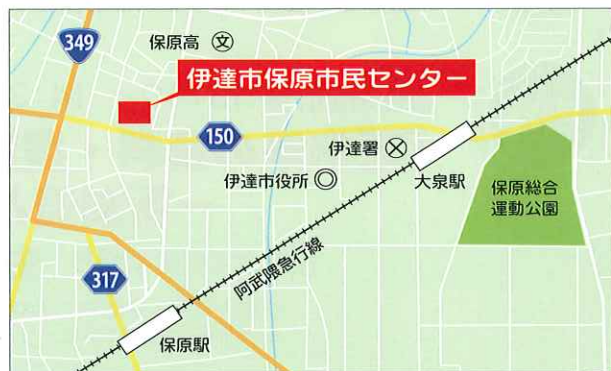 349
保原高
伊達市保原市民センター
150
伊達署
伊達市役所
大泉駅
保原総合
運動公園
阿武隈急行線
317
保原駅